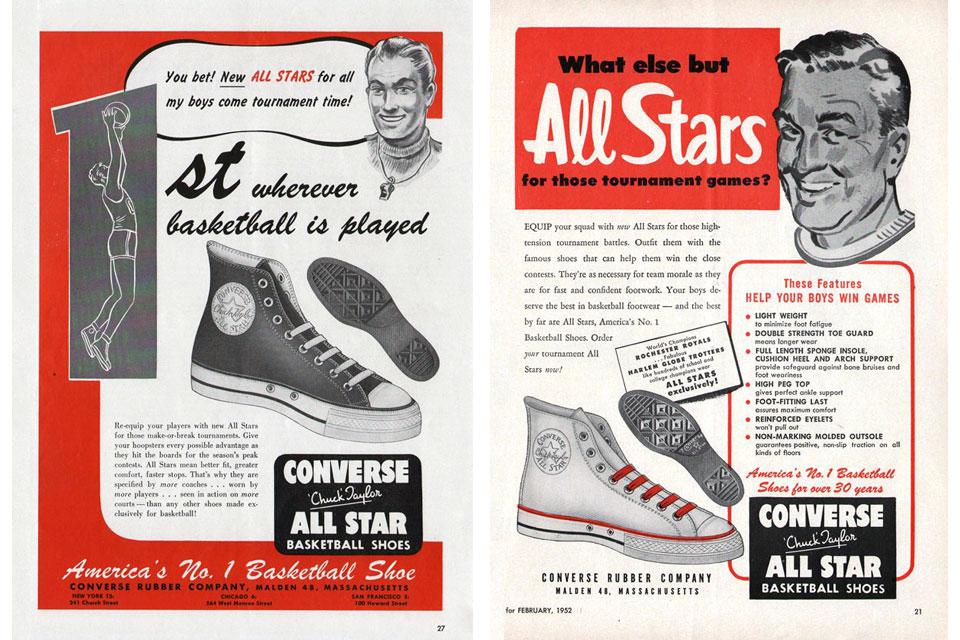 You bet! New ALL STARS for all
my boys come tournament time!
1st wherever
basketball is played
CONVERSE
Chuck Taylor
ALL STAR
Re-equip your players with new All Stars
for those make-or-break tournaments. Give
your hoopsters every possible advantage as
they hit the boards for the season's peak
contests. All Stars mean better fit, greater
comfort, faster stops. That's why they are
specified by more coaches . . . worn by
more players . . . seen in action on more
courts — than any other shoes made ex-
clusively for basketball!
CONVERSE
"Chuck" Taylor
ALL STAR
BASKETBALL SHOES
America's No. 1 Basketball Shoe
CONVERSE RUBBER COMPANY, MALDEN 48, MASSACHUSETTS
NEW YORK 13: CHICAGO 6: SAN FRANCISCO 5:
241 Church Street 564 West Monroe Street 100 Howard Street
27
What else but
All Stars
for those tournament games?
EQUIP your squad with new All Stars for those high-
tension tournament battles. Outfit them with the
famous shoes that can help them win the close
contests. They're as necessary for team morale as they
are for fast and confident footwork. Your boys de-
serve the best in basketball footwear — and the best
by far are All Stars, America's No. 1
Basketball Shoes. Order
your tournament All
Stars now!
World's Champions
ROCHESTER ROYALS
. . . Fabulous
HARLEM GLOBE TROTTERS
like hundreds of school and
college champions wear
ALL STARS
exclusively!
These Features
HELP YOUR BOYS WIN GAMES
• LIGHT WEIGHT
to minimize foot fatigue
• DOUBLE STRENGTH TOE GUARD
means longer wear
• FULL LENGTH SPONGE INSOLE,
CUSHION HEEL AND ARCH SUPPORT
provide safeguard against bone bruises and
foot weariness
• HIGH PEG TOP
gives perfect ankle support
• FOOT-FITTING LAST
assures maximum comfort
• REINFORCED EYELETS
won't pull out
• NON-MARKING MOLDED OUTSOLE
guarantees positive, non-slip traction on all
kinds of floors
America's No. 1 Basketball
Shoes for over 30 years
CONVERSE
Chuck Taylor
ALL STAR
CONVERSE
"Chuck" Taylor
ALL STAR
BASKETBALL SHOES
CONVERSE RUBBER COMPANY
MALDEN 48, MASSACHUSETTS
for FEBRUARY, 1952
21